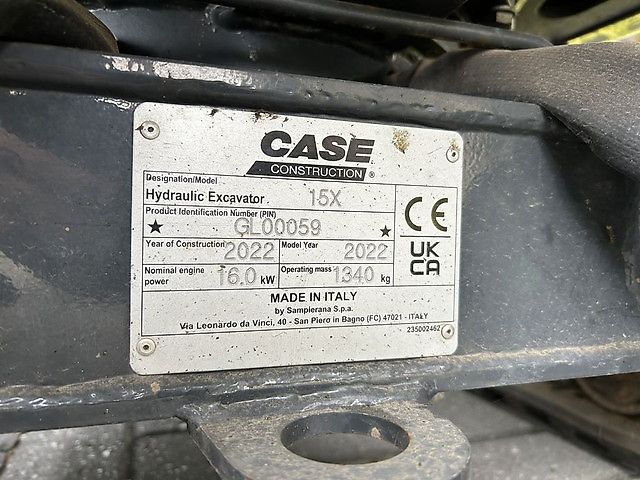 CASE
CONSTRUCTION ®
Designation/Model
Hydraulic Excavator 15X
Product Identification Number (PIN)
★ GL00059 ★
Year of Construction 2022 Model Year 2022
Nominal engine power 16.0 kW Operating mass 1340 kg
CE
UK
CA
MADE IN ITALY
by Sampierana S.p.a.
Via Leonardo da Vinci, 40 - San Piero in Bagno (FC) 47021 - ITALY
235002462